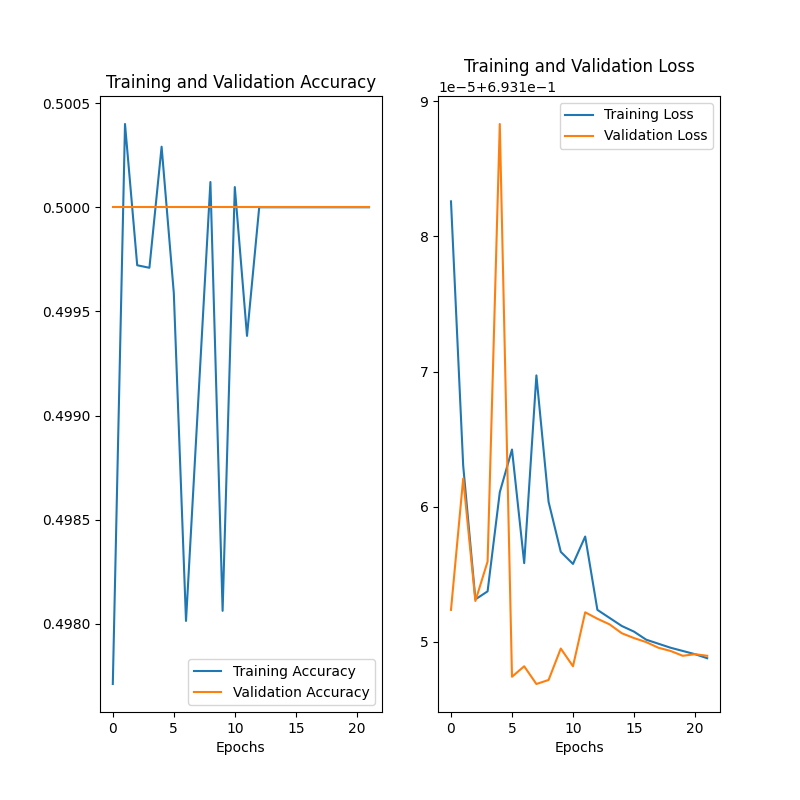 Training and Validation Accuracy
0.5005
0.5000
0.4995
0.4990
0.4985
0.4980
Training Accuracy
Validation Accuracy
0
5
10
15
20
Epochs
Training and Validation Loss
1e−5+6.931e−1
9
8
7
6
5
Training Loss
Validation Loss
0
5
10
15
20
Epochs